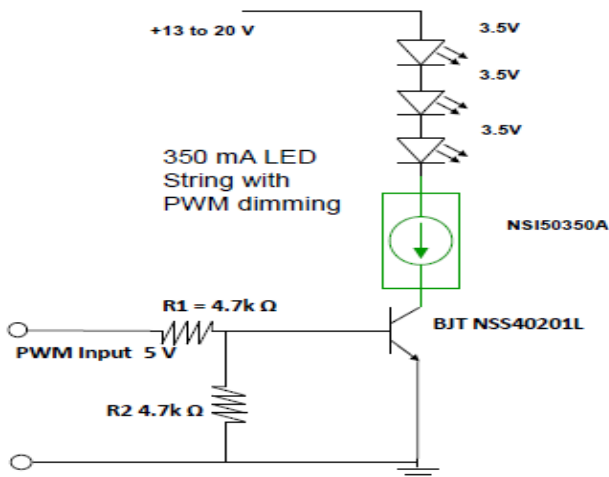 +13 to 20 V
3.5V
3.5V
3.5V
350 mA LED
String with
PWM dimming
NSI50350A
R1 = 4.7k Ω
BJT NSS40201L
PWM Input 5 V
R2 4.7k Ω